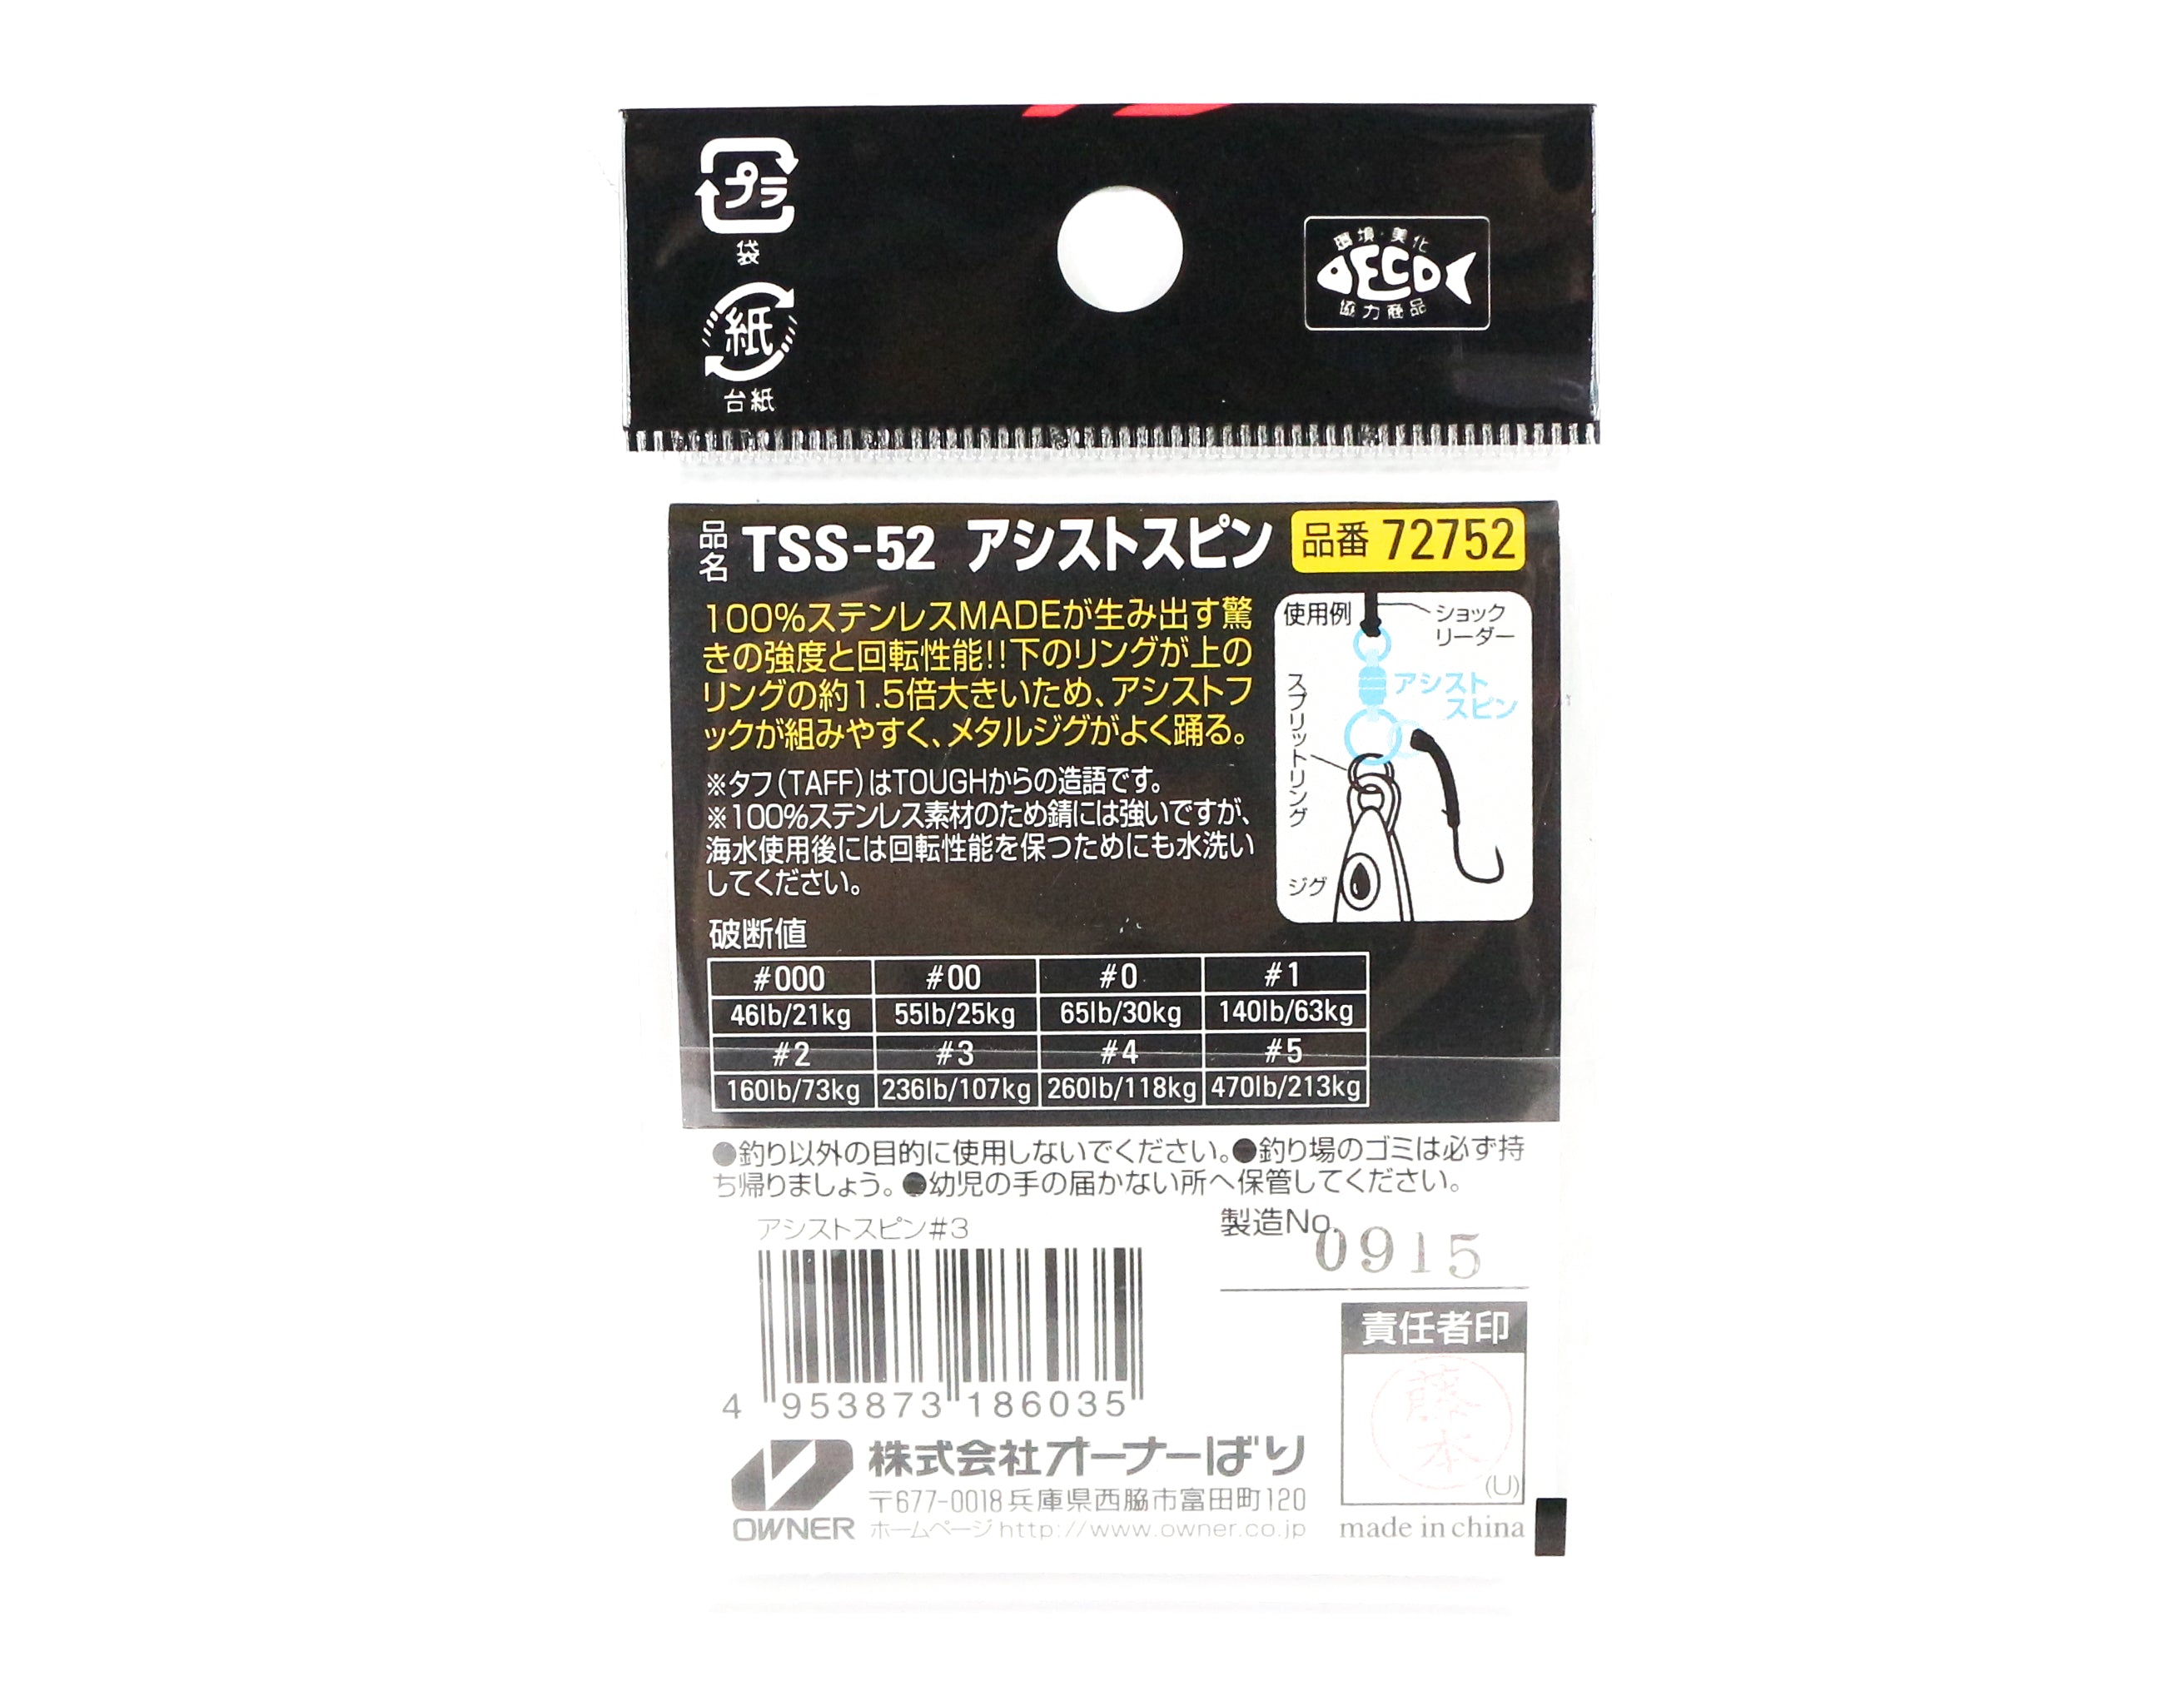 プラ
袋
紙
台紙
環境・美化
ECO
協力商品
品名 TSS-52 アシストスピン 品番 72752
100%ステンレスMADEが生み出す驚
きの強度と回転性能!!下のリングが上の
リングの約1.5倍大きいため、アシストフ
ックが組みやすく、メタルジグがよく踊る。
※タフ(TAFF)はTOUGHからの造語です。
※100%ステンレス素材のため錆には強いですが、
海水使用後には回転性能を保つためにも水洗い
してください。
使用例
ショック
リーダー
アシスト
スピン
スプリットリング
ジグ
破断値
#000 #00 #0 #1
46lb/21kg 55lb/25kg 65lb/30kg 140lb/63kg
#2 #3 #4 #5
160lb/73kg 236lb/107kg 260lb/118kg 470lb/213kg
●釣り以外の目的に使用しないでください。●釣り場のゴミは必ず持
ち帰りましょう。●幼児の手の届かない所へ保管してください。
アシストスピン#3
製造No.
0915
4 953873 186035
責任者印
藤本
(U)
株式会社オーナーばり
〒677-0018兵庫県西脇市富田町120
OWNER ホームページhttp://www.owner.co.jp
made in china